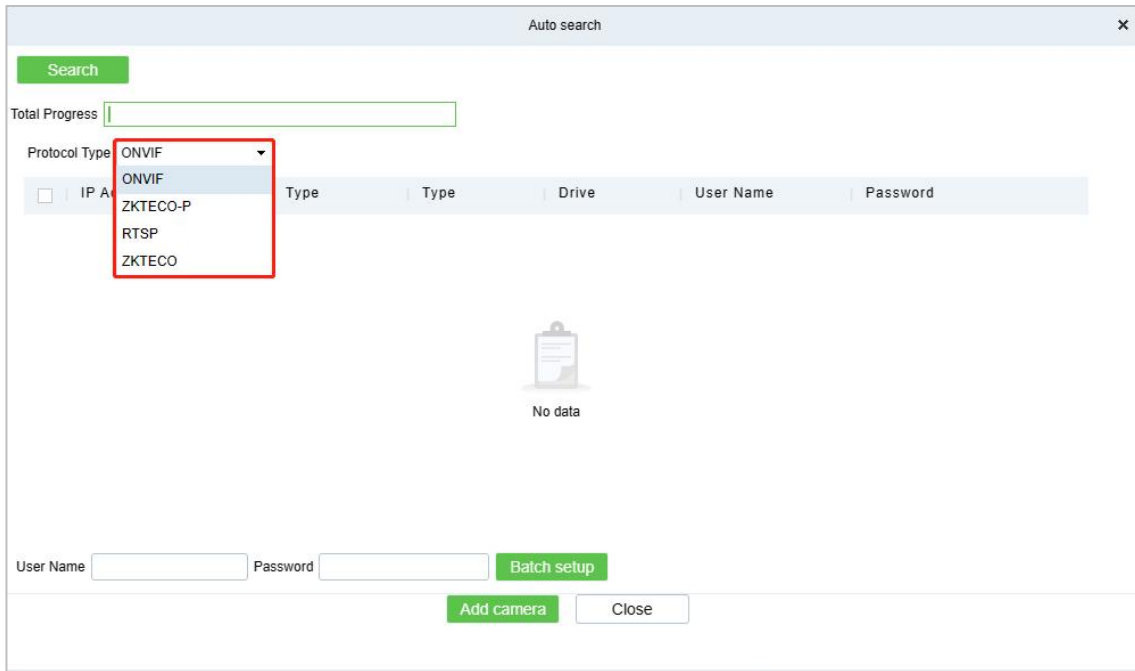 Auto search
Search
Total Progress
Protocol Type ONVIF
ONVIF
ZKTECO-P
RTSP
ZKTECO
IP Type Type Drive User Name Password
No data
User Name Password Batch setup
Add camera Close